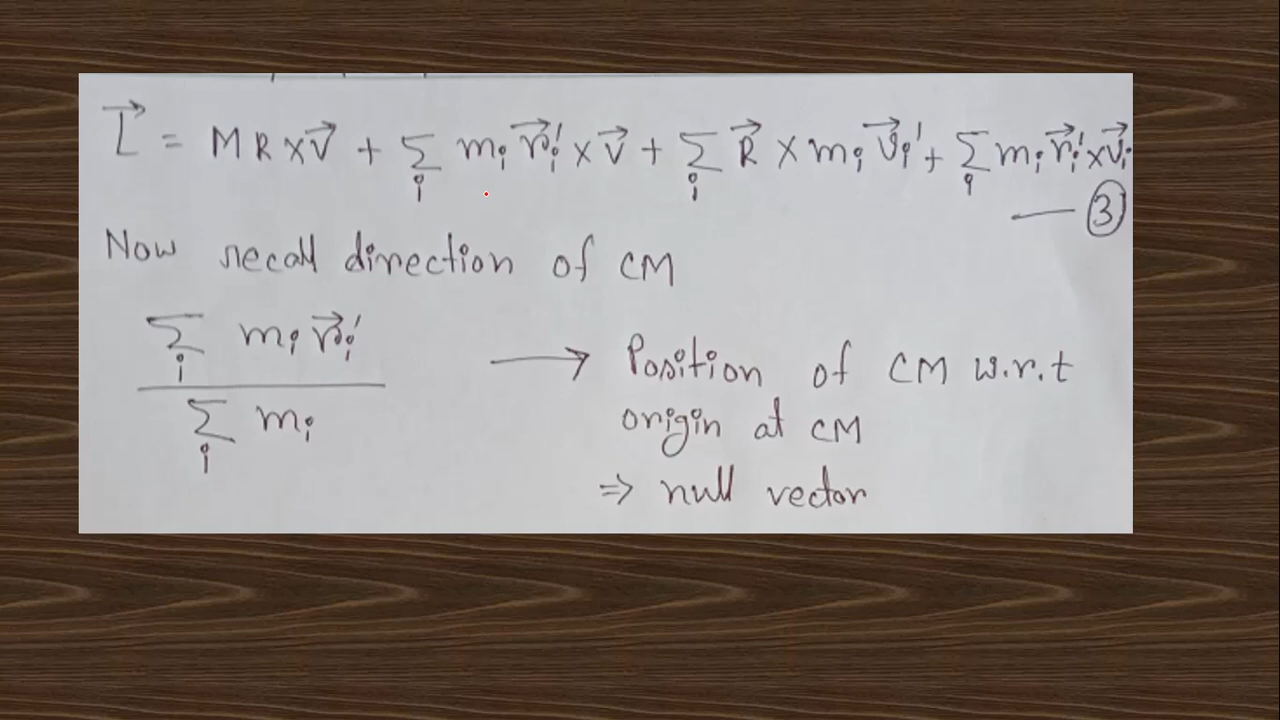 L⃗ = M R × V⃗ + Σᵢ mᵢ r⃗ᵢ' × V⃗ + Σᵢ R⃗ × mᵢ v⃗ᵢ' + Σᵢ mᵢ r⃗ᵢ' × v⃗ᵢ
— ③
Now recall direction of CM
Σᵢ mᵢ r⃗ᵢ' / Σᵢ mᵢ → Position of CM w.r.t
origin at CM
⇒ null vector